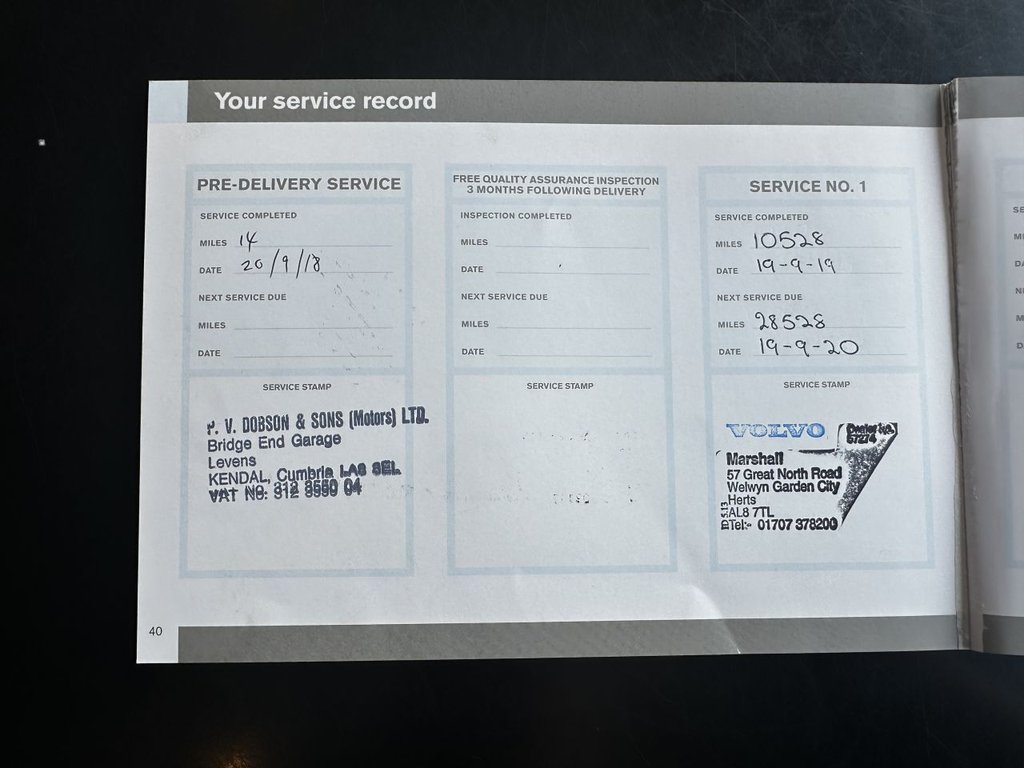 Your service record
PRE-DELIVERY SERVICE
SERVICE COMPLETED
MILES 14
DATE 20/9/18
NEXT SERVICE DUE
MILES
DATE
SERVICE STAMP
P. V. DOBSON & SONS (Motors) LTD.
Bridge End Garage
Levens
KENDAL, Cumbria LA8 8EL
VAT No: 312 3550 04
FREE QUALITY ASSURANCE INSPECTION
3 MONTHS FOLLOWING DELIVERY
INSPECTION COMPLETED
MILES
DATE
NEXT SERVICE DUE
MILES
DATE
SERVICE STAMP
SERVICE NO. 1
SERVICE COMPLETED
MILES 10528
DATE 19-9-19
NEXT SERVICE DUE
MILES 28528
DATE 19-9-20
SERVICE STAMP
VOLVO
Dealer No.
57274
Marshall
57 Great North Road
Welwyn Garden City
Herts
AL8 7TL
Tel:- 01707 378200
40